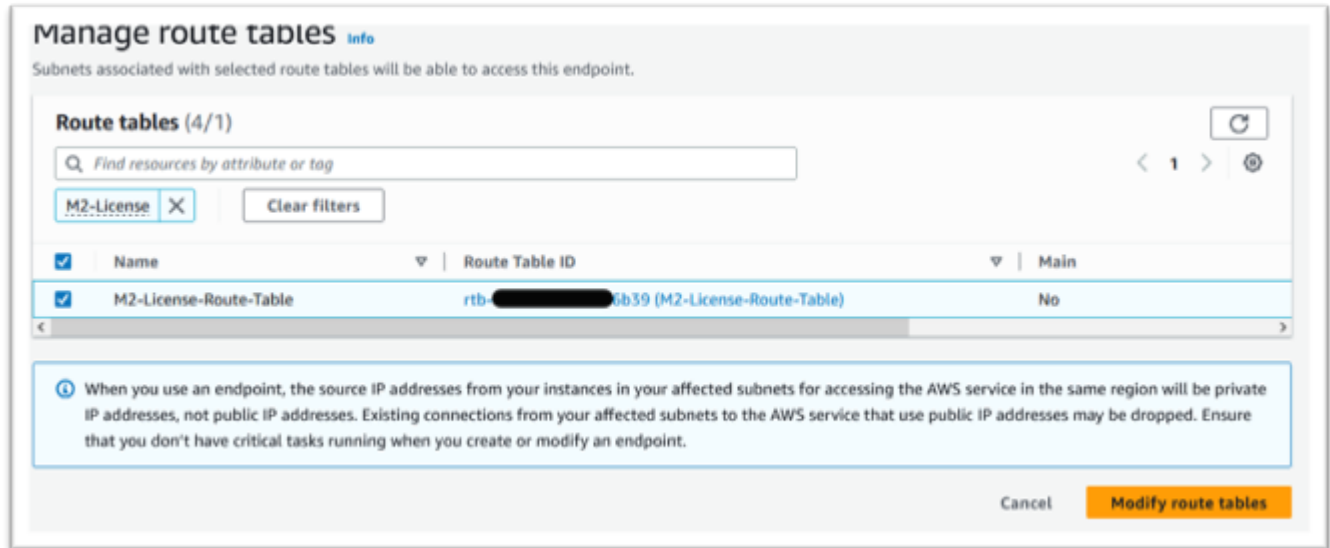 Manage route tables Info
Subnets associated with selected route tables will be able to access this endpoint.
Route tables (4/1)
Find resources by attribute or tag
1
M2-License
Clear filters
Name Route Table ID Main
M2-License-Route-Table rtb- 6b39 (M2-License-Route-Table) No
When you use an endpoint, the source IP addresses from your instances in your affected subnets for accessing the AWS service in the same region will be private
IP addresses, not public IP addresses. Existing connections from your affected subnets to the AWS service that use public IP addresses may be dropped. Ensure
that you don't have critical tasks running when you create or modify an endpoint.
Cancel Modify route tables